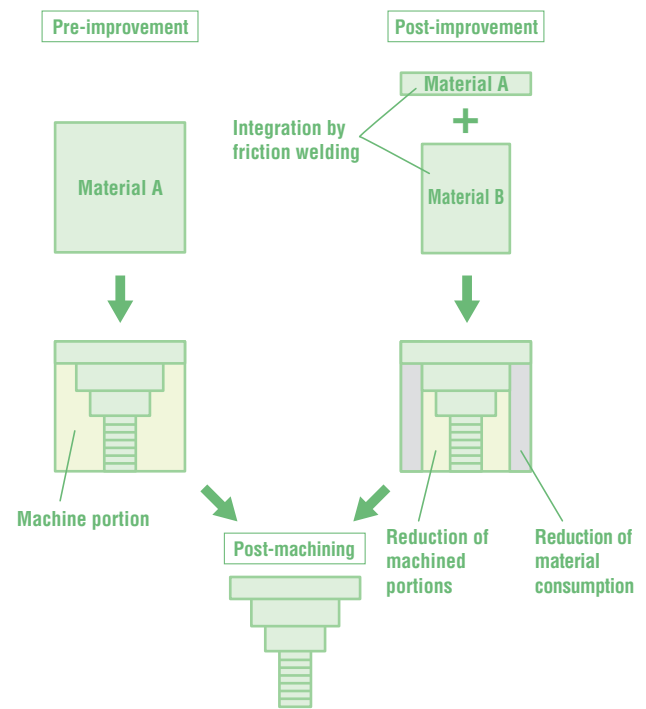 Pre-improvement
Post-improvement
Material A
Integration by
friction welding
Material A
Material B
Machine portion
Post-machining
Reduction of
machined
portions
Reduction of
material
consumption